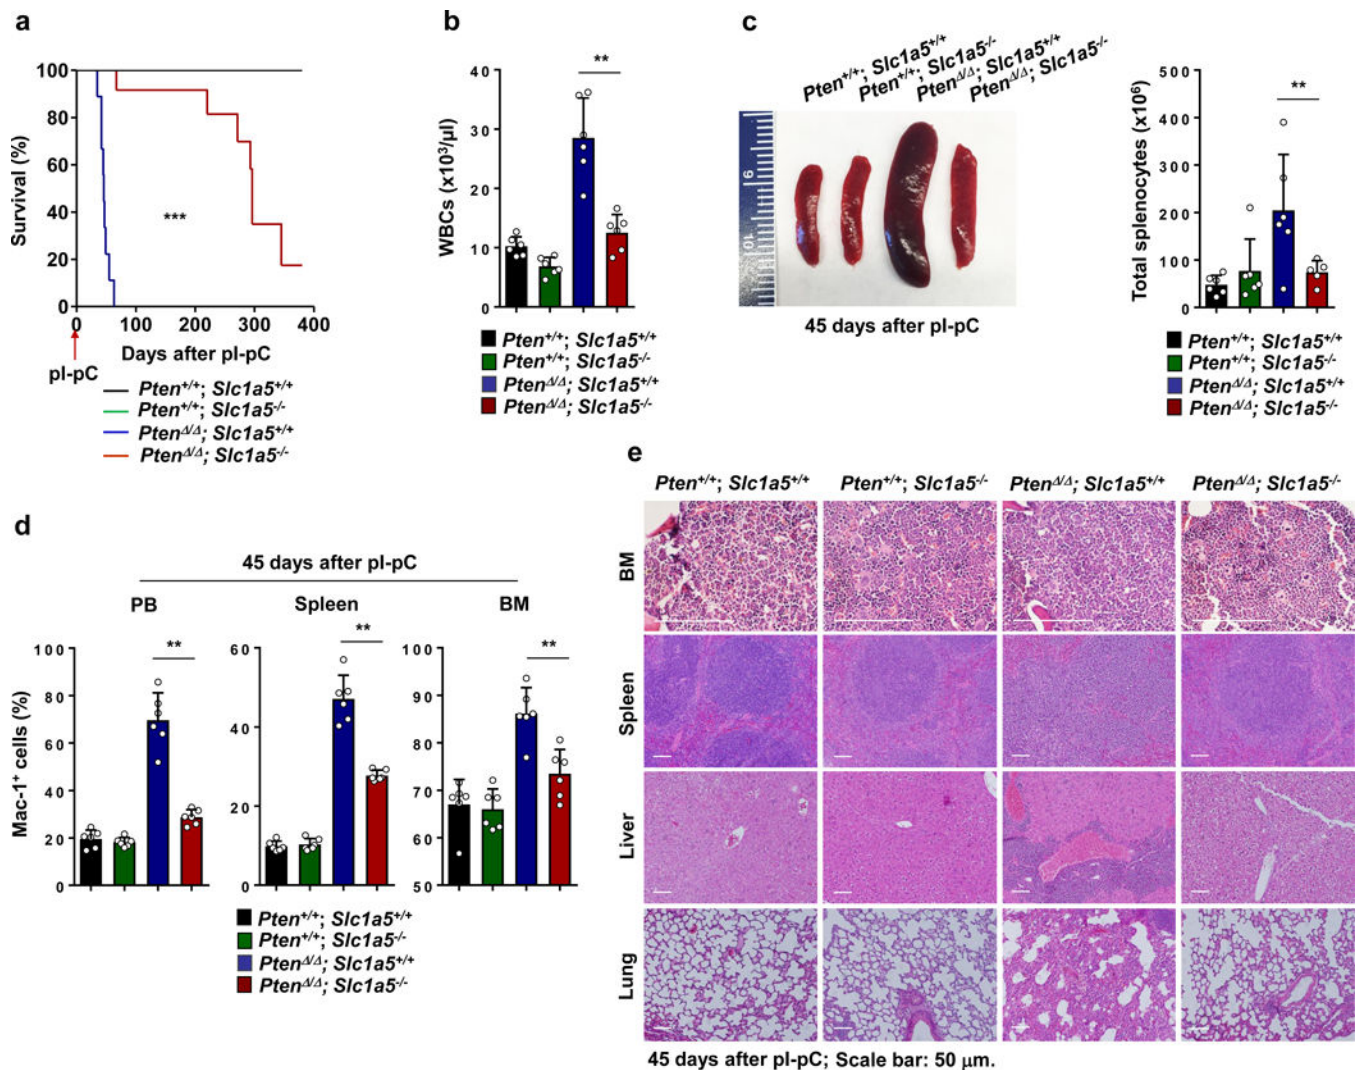 a
Survival (%)
100
80
60
40
20
0
***
0 100 200 300 400
Days after pI-pC
pI-pC
Pten+/+; Slc1a5+/+
Pten+/+; Slc1a5-/-
PtenΔ/Δ; Slc1a5+/+
PtenΔ/Δ; Slc1a5-/-
b
WBCs (x10³/µl)
40
30
20
10
0
**
Pten+/+; Slc1a5+/+
Pten+/+; Slc1a5-/-
PtenΔ/Δ; Slc1a5+/+
PtenΔ/Δ; Slc1a5-/-
c
Pten+/+; Slc1a5+/+
Pten+/+; Slc1a5-/-
PtenΔ/Δ; Slc1a5+/+
PtenΔ/Δ; Slc1a5-/-
9
10
45 days after pI-pC
Total splenocytes (x10⁶)
500
400
300
200
100
0
**
Pten+/+; Slc1a5+/+
Pten+/+; Slc1a5-/-
PtenΔ/Δ; Slc1a5+/+
PtenΔ/Δ; Slc1a5-/-
d
45 days after pI-pC
PB Spleen BM
Mac-1+ cells (%)
100
80
60
40
20
0
**
60
40
20
0
**
100
90
80
70
60
50
**
Pten+/+; Slc1a5+/+
Pten+/+; Slc1a5-/-
PtenΔ/Δ; Slc1a5+/+
PtenΔ/Δ; Slc1a5-/-
e
Pten+/+; Slc1a5+/+ Pten+/+; Slc1a5-/- PtenΔ/Δ; Slc1a5+/+ PtenΔ/Δ; Slc1a5-/-
BM
Spleen
Liver
Lung
45 days after pI-pC; Scale bar: 50 µm.